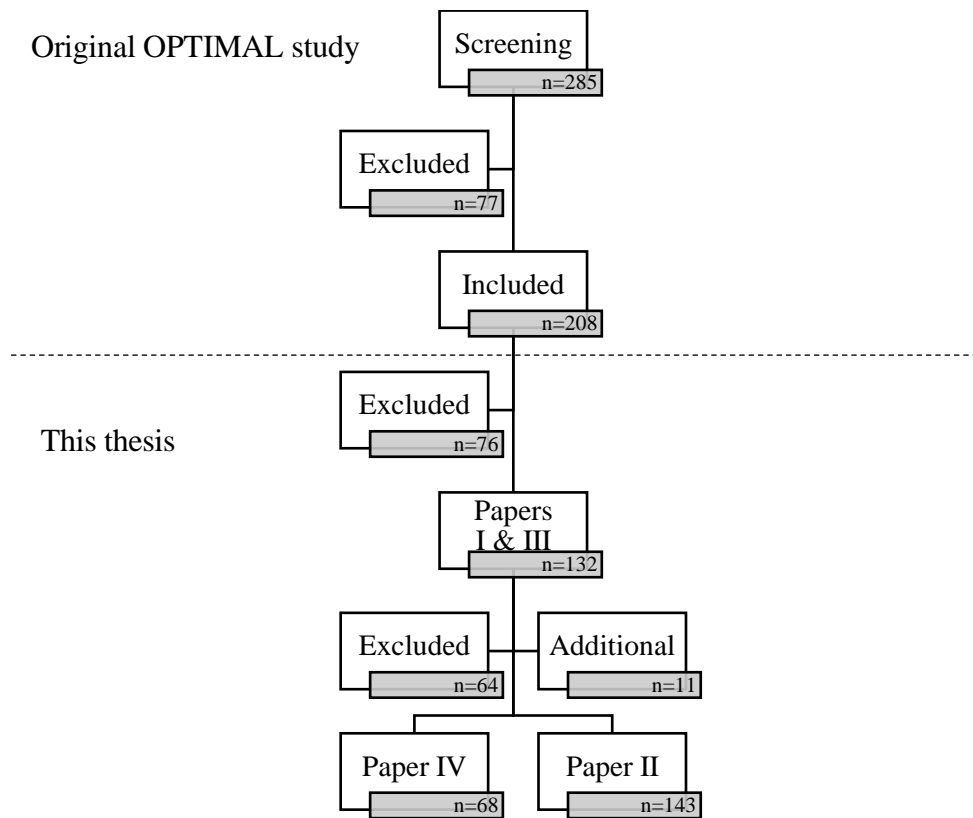 Original OPTIMAL study
Screening
n=285
Excluded
n=77
Included
n=208
Excluded
n=76
This thesis
Papers
I & III
n=132
Excluded
n=64
Additional
n=11
Paper IV
n=68
Paper II
n=143